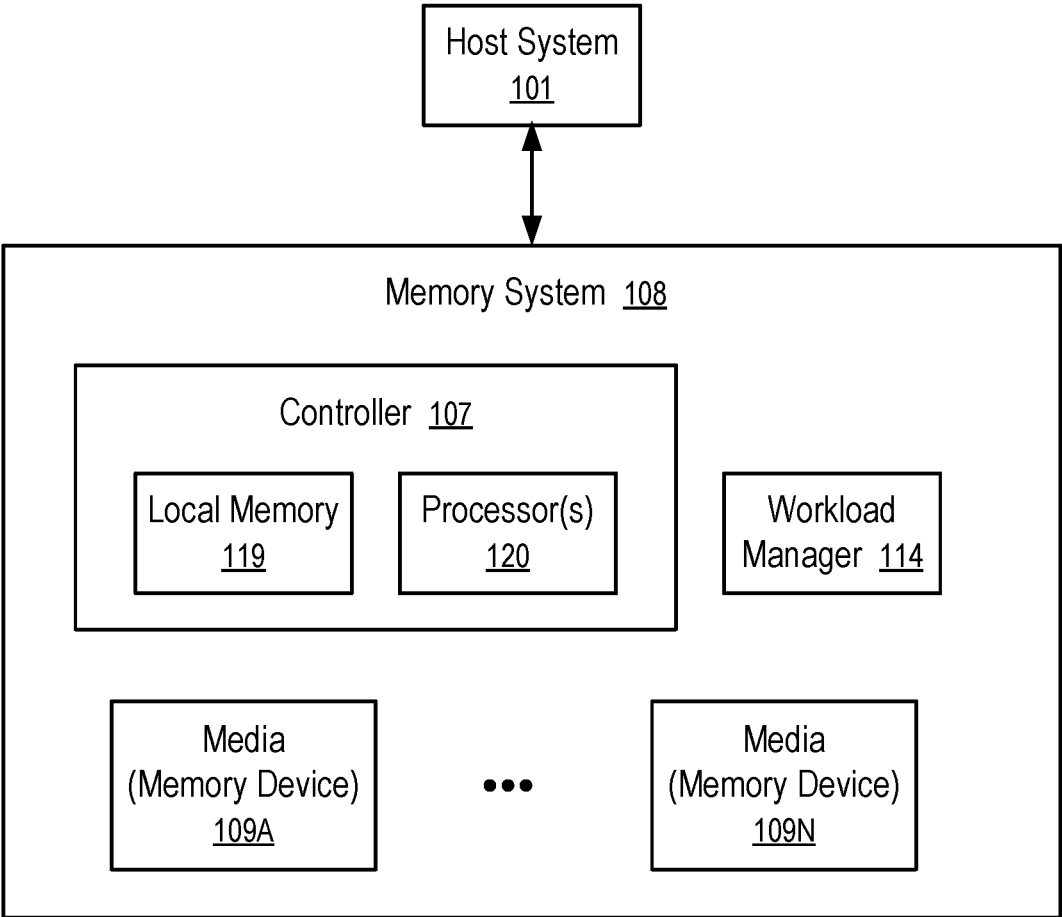 Host System
101
Memory System 108
Controller 107
Local Memory
119
Processor(s)
120
Workload
Manager 114
Media
(Memory Device)
109A
Media
(Memory Device)
109N